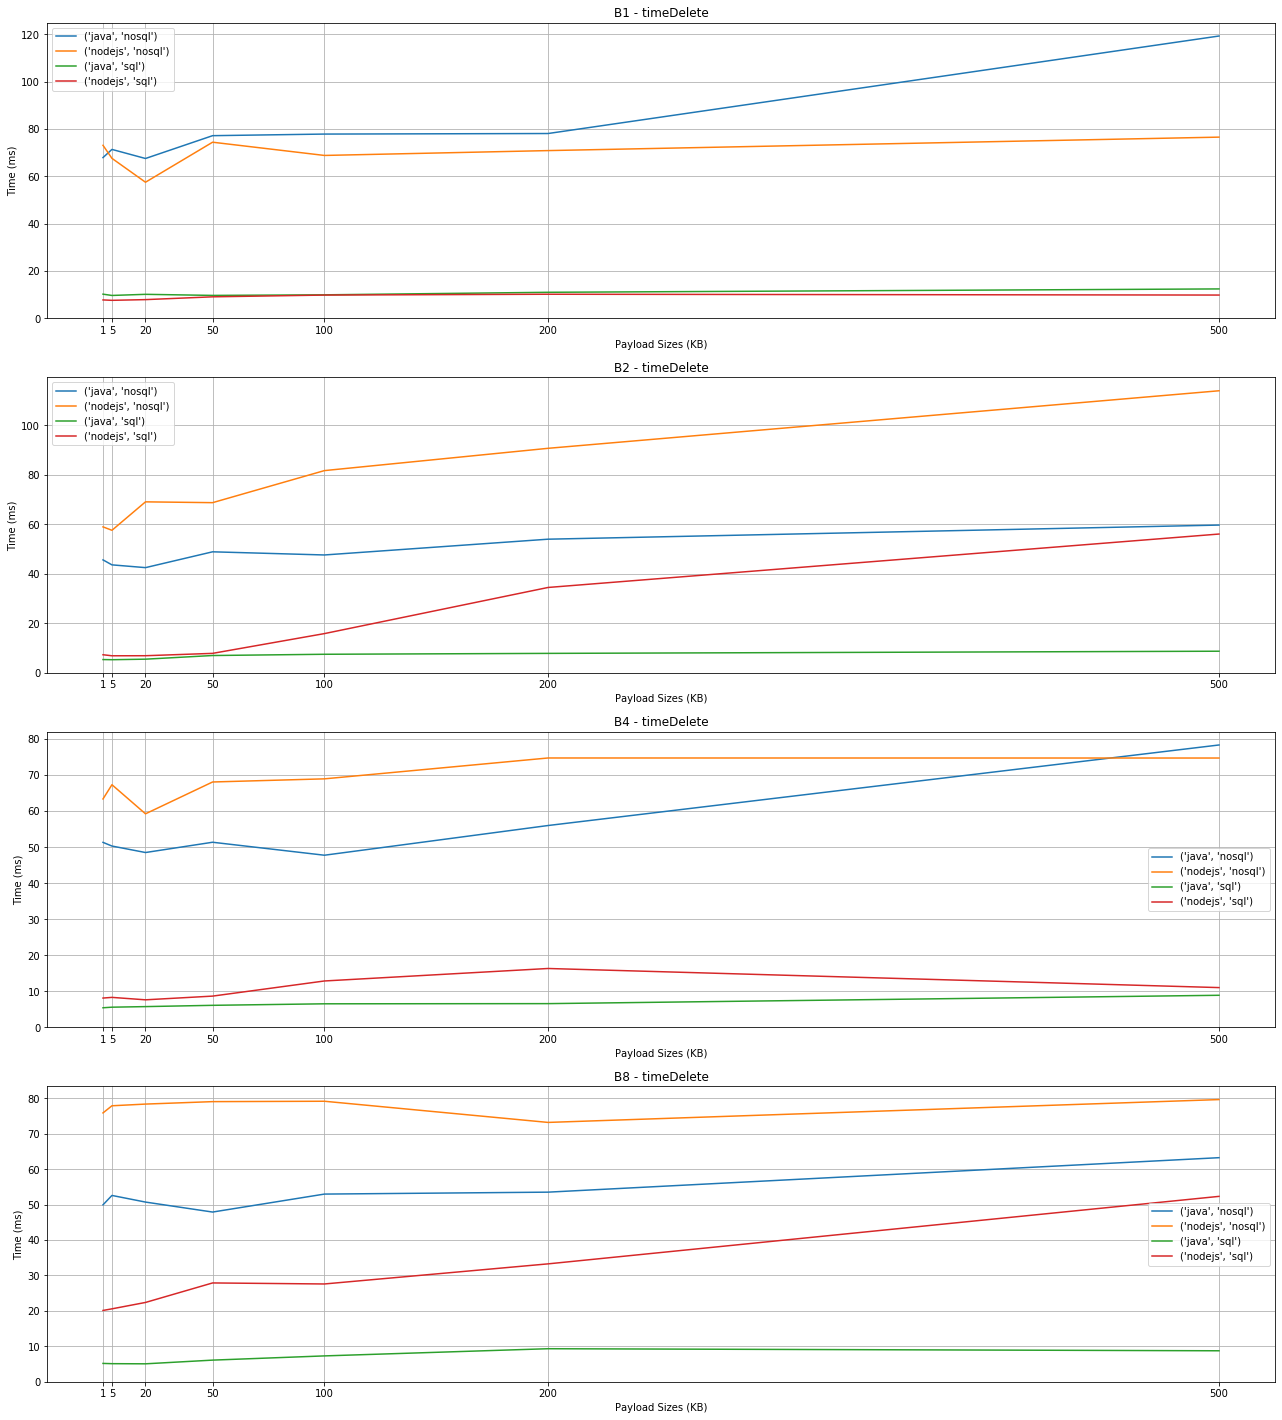 B1 - timeDelete
120
100
80
60
40
20
0
Time (ms)
('java', 'nosql')
('nodejs', 'nosql')
('java', 'sql')
('nodejs', 'sql')
1 5 20 50 100 200 500
Payload Sizes (KB)
B2 - timeDelete
100
80
60
40
20
0
Time (ms)
('java', 'nosql')
('nodejs', 'nosql')
('java', 'sql')
('nodejs', 'sql')
1 5 20 50 100 200 500
Payload Sizes (KB)
B4 - timeDelete
80
70
60
50
40
30
20
10
0
Time (ms)
('java', 'nosql')
('nodejs', 'nosql')
('java', 'sql')
('nodejs', 'sql')
1 5 20 50 100 200 500
Payload Sizes (KB)
B8 - timeDelete
80
70
60
50
40
30
20
10
0
Time (ms)
('java', 'nosql')
('nodejs', 'nosql')
('java', 'sql')
('nodejs', 'sql')
1 5 20 50 100 200 500
Payload Sizes (KB)